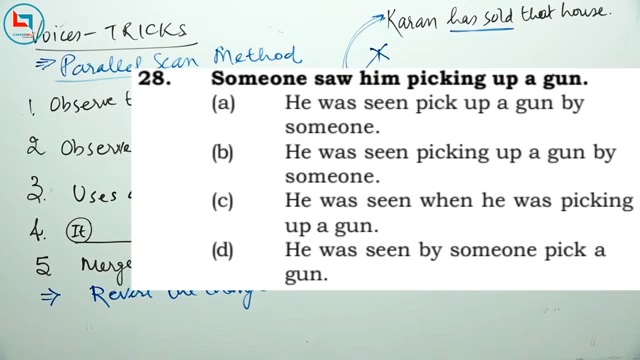 Karan has sold that house.
Voices - TRICKS
⇒ Parallel Scan Method
28. Someone saw him picking up a gun.
1. Observe
(a) He was seen pick up a gun by
someone.
2 Observe
(b) He was seen picking up a gun by
someone.
3. Uses
(c) He was seen when he was picking
up a gun.
4. It
(d) He was seen by someone pick a
gun.
5 Merge
⇒ Revert the